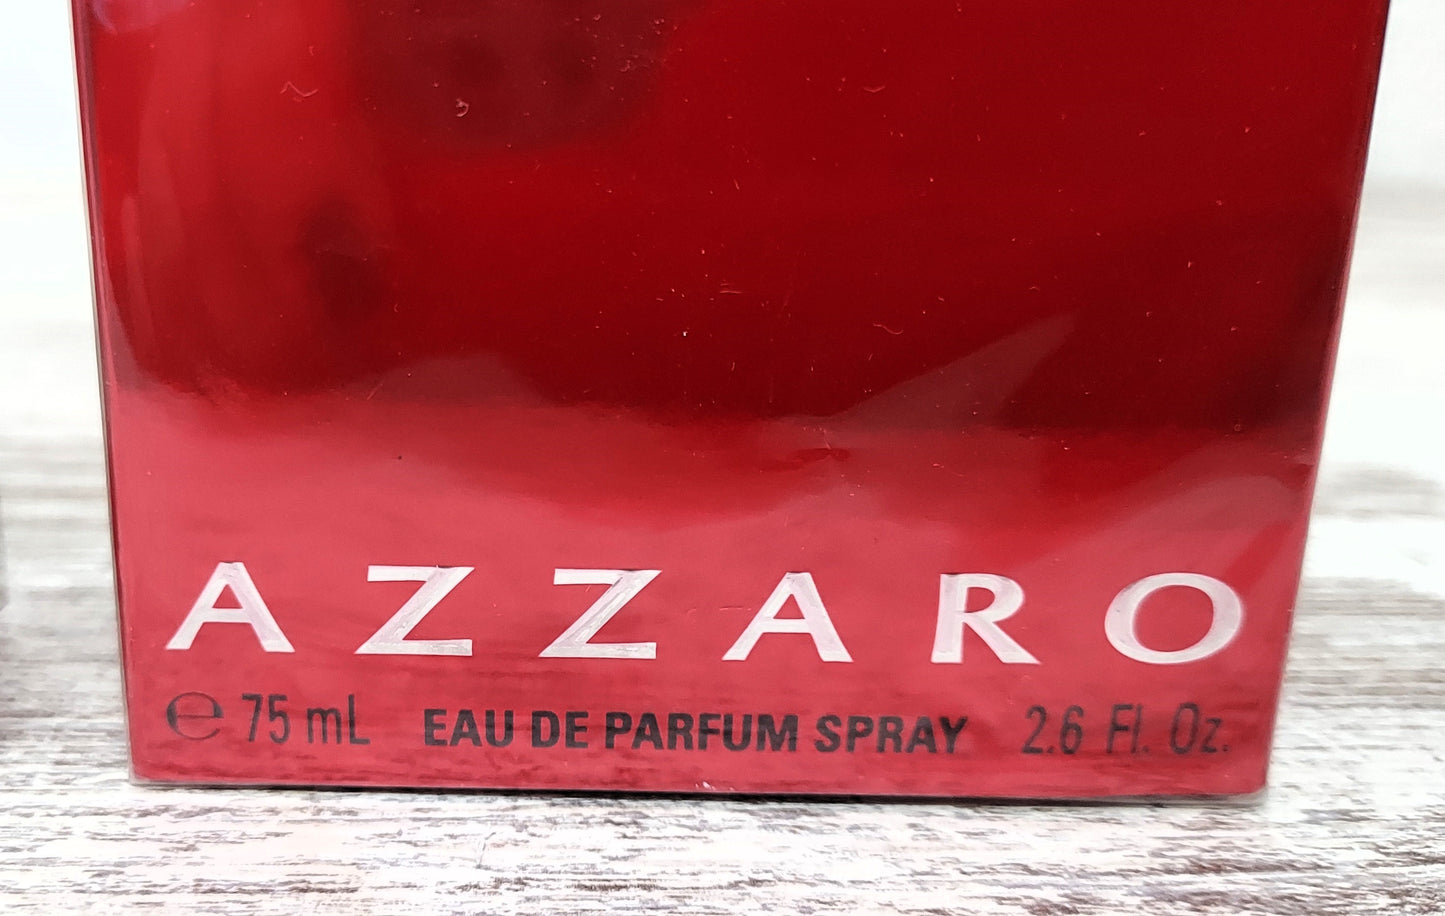 AZZARO
℮ 75 mL EAU DE PARFUM SPRAY 2.6 Fl. Oz.